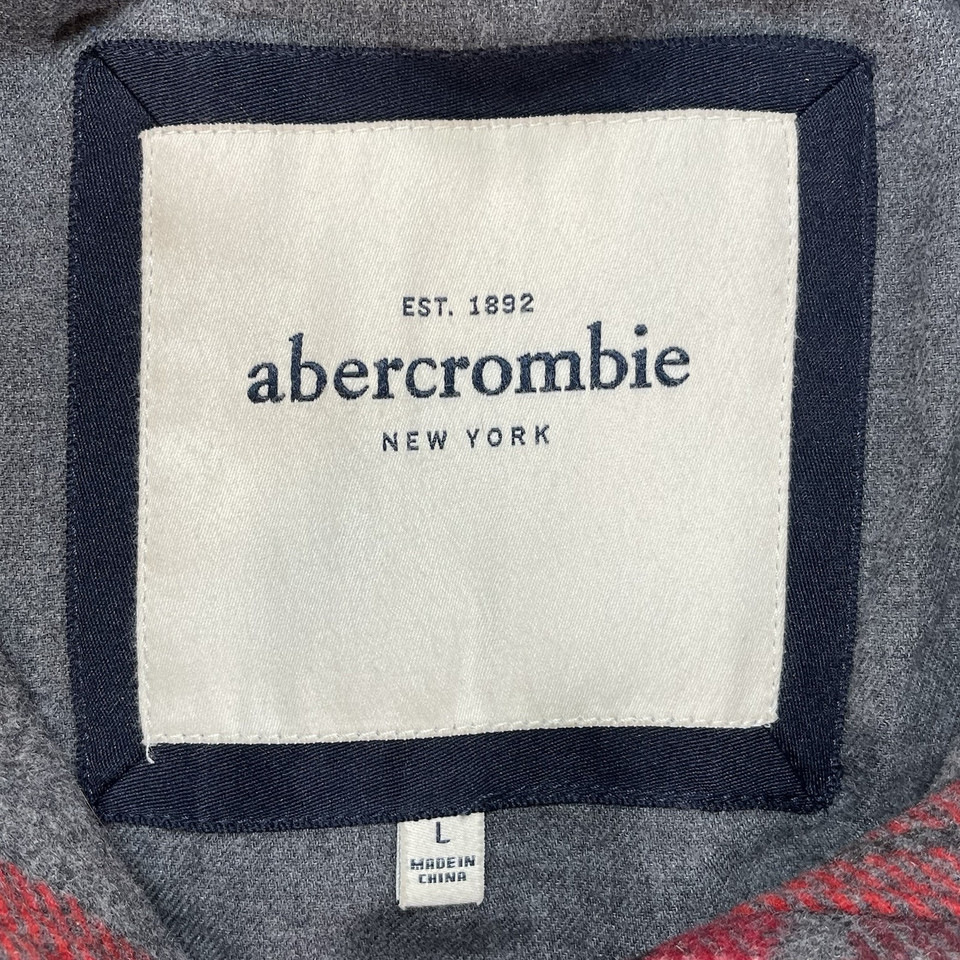 EST. 1892
abercrombie
NEW YORK
L
MADE IN
CHINA